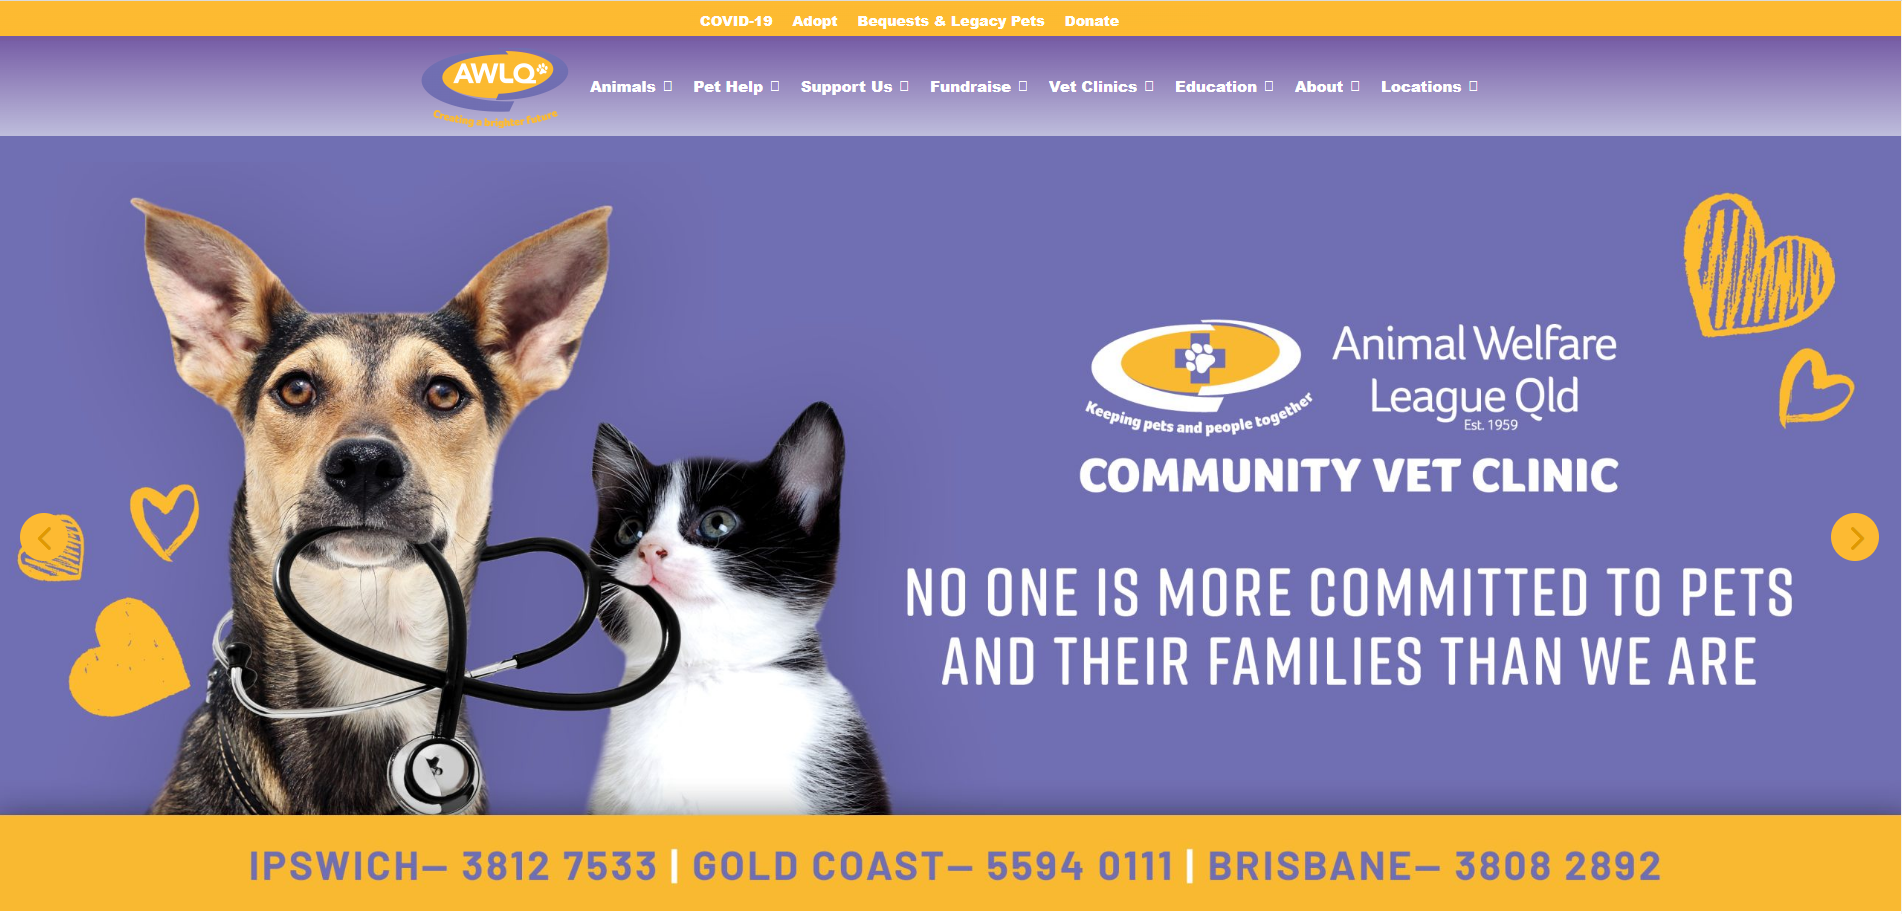 COVID-19 Adopt Bequests & Legacy Pets Donate
AWLQ
Creating a brighter Future
Animals Pet Help Support Us Fundraise Vet Clinics Education About Locations
Animal Welfare
League Qld
Est. 1959
Keeping pets and people together
COMMUNITY VET CLINIC
NO ONE IS MORE COMMITTED TO PETS
AND THEIR FAMILIES THAN WE ARE
IPSWICH– 3812 7533 | GOLD COAST– 5594 0111 | BRISBANE– 3808 2892